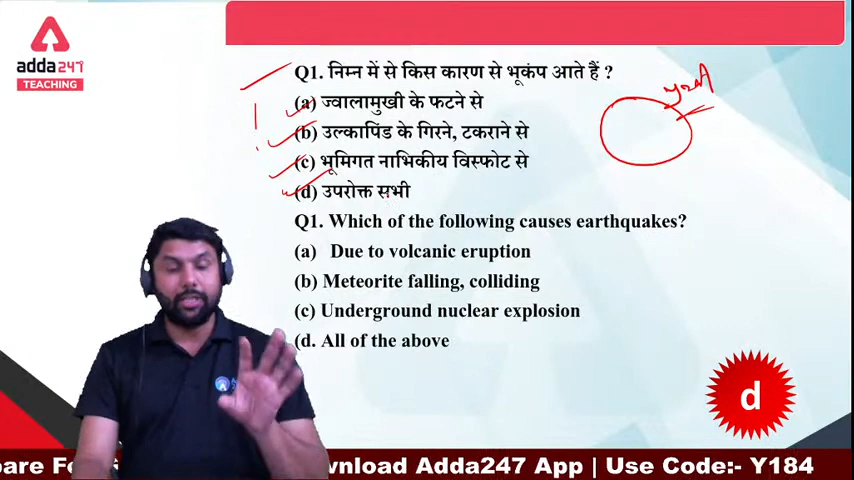 adda247
TEACHING
Q1. निम्न में से किस कारण से भूकंप आते हैं ?
(a) ज्वालामुखी के फटने से
(b) उल्कापिंड के गिरने, टकराने से
(c) भूमिगत नाभिकीय विस्फोट से
(d) उपरोक्त सभी
Q1. Which of the following causes earthquakes?
(a) Due to volcanic eruption
(b) Meteorite falling, colliding
(c) Underground nuclear explosion
(d. All of the above
d
pare Fo
wnload Adda247 App | Use Code:- Y184